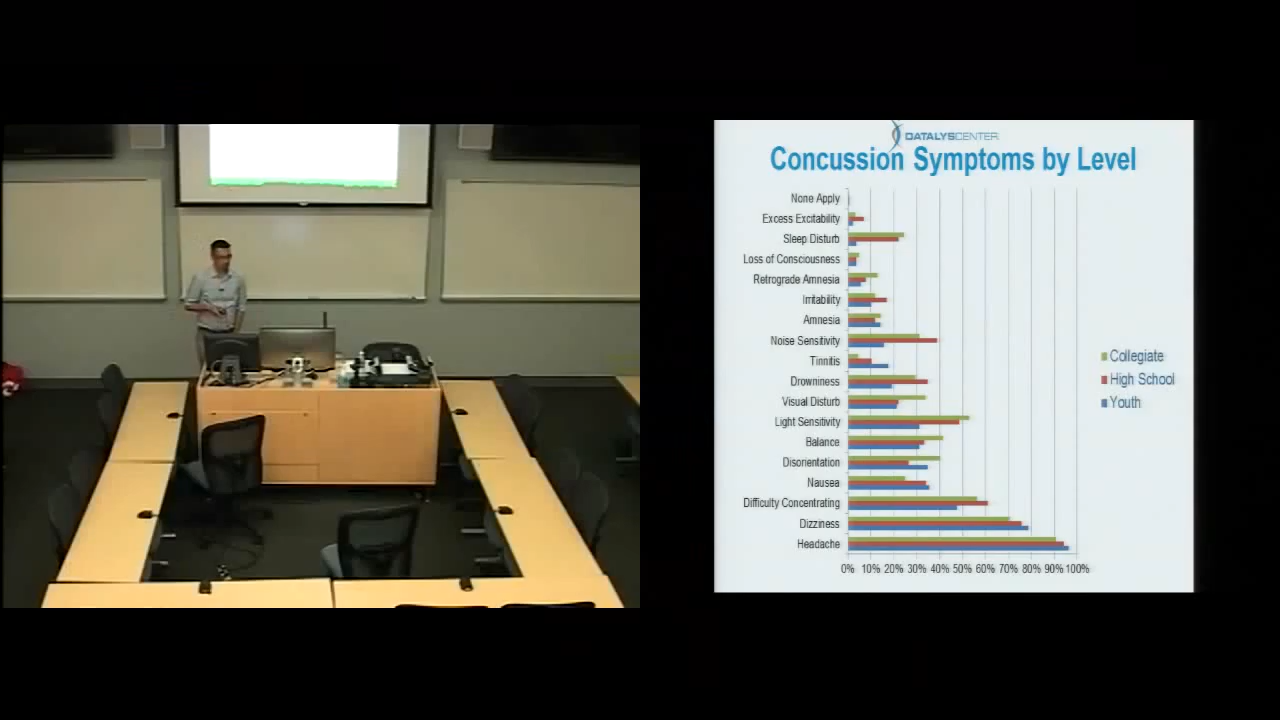 DATALYSCENTER
Concussion Symptoms by Level
None Apply
Excess Excitability
Sleep Disturb
Loss of Consciousness
Retrograde Amnesia
Irritability
Amnesia
Noise Sensitivity
Tinnitis
Drowniness
Visual Disturb
Light Sensitivity
Balance
Disorientation
Nausea
Difficulty Concentrating
Dizziness
Headache
0% 10% 20% 30% 40% 50% 60% 70% 80% 90% 100%
Collegiate
High School
Youth